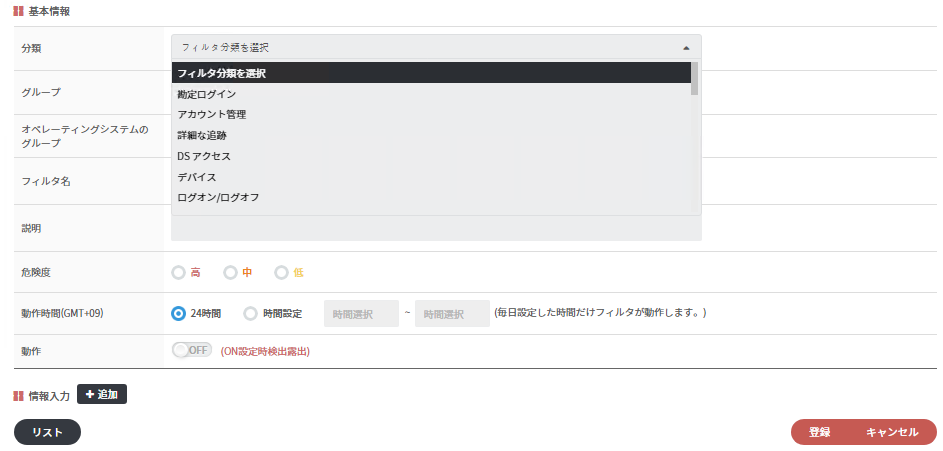 基本情報
分類
フィルタ分類を選択
フィルタ分類を選択
勘定ログイン
アカウント管理
詳細な追跡
DS アクセス
デバイス
ログオン/ログオフ
グループ
オペレーティングシステムの
グループ
フィルタ名
説明
危険度 高 中 低
動作時間(GMT+09) 24時間 時間設定 時間選択 ~ 時間選択 (毎日設定した時間だけフィルタが動作します。)
動作 OFF (ON設定時検出露出)
情報入力 + 追加
リスト 登録 キャンセル